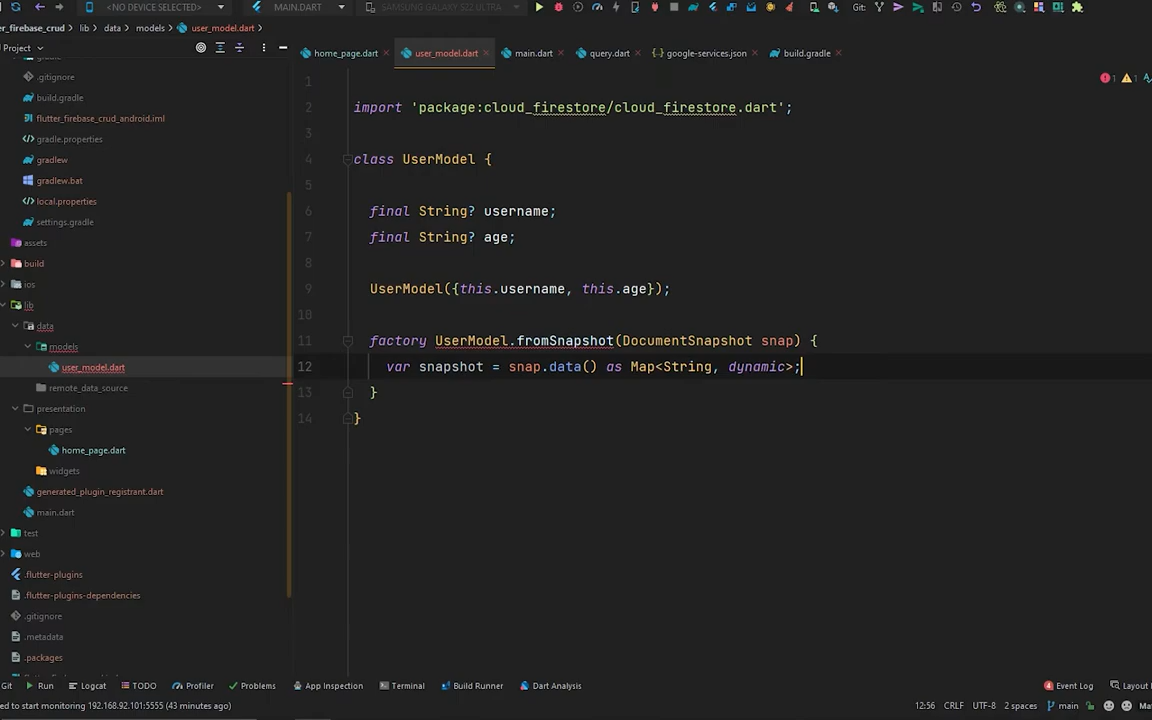 <NO DEVICE SELECTED>
MAIN.DART
SAMSUNG GALAXY S22 ULTRA
Git:
er_firebase_crud
lib
data
models
user_model.dart
Project
home_page.dart
user_model.dart
main.dart
query.dart
google-services.json
build.gradle
.gitignore
build.gradle
flutter_firebase_crud_android.iml
gradle.properties
gradlew
gradlew.bat
local.properties
settings.gradle
assets
build
ios
lib
data
models
user_model.dart
remote_data_source
presentation
pages
home_page.dart
widgets
generated_plugin_registrant.dart
main.dart
test
web
.flutter-plugins
.flutter-plugins-dependencies
.gitignore
.metadata
.packages
1
2 import 'package:cloud_firestore/cloud_firestore.dart';
3
4 class UserModel {
5
6 final String? username;
7 final String? age;
8
9 UserModel({this.username, this.age});
10
11 factory UserModel.fromSnapshot(DocumentSnapshot snap) {
12 var snapshot = snap.data() as Map<String, dynamic>;
13 }
14 }
1
1
Git
Run
Logcat
TODO
Profiler
Problems
App Inspection
Terminal
Build Runner
Dart Analysis
4 Event Log
Layout
ed to start monitoring 192.168.92.101:5555 (43 minutes ago)
12:56
CRLF
UTF-8
2 spaces
main